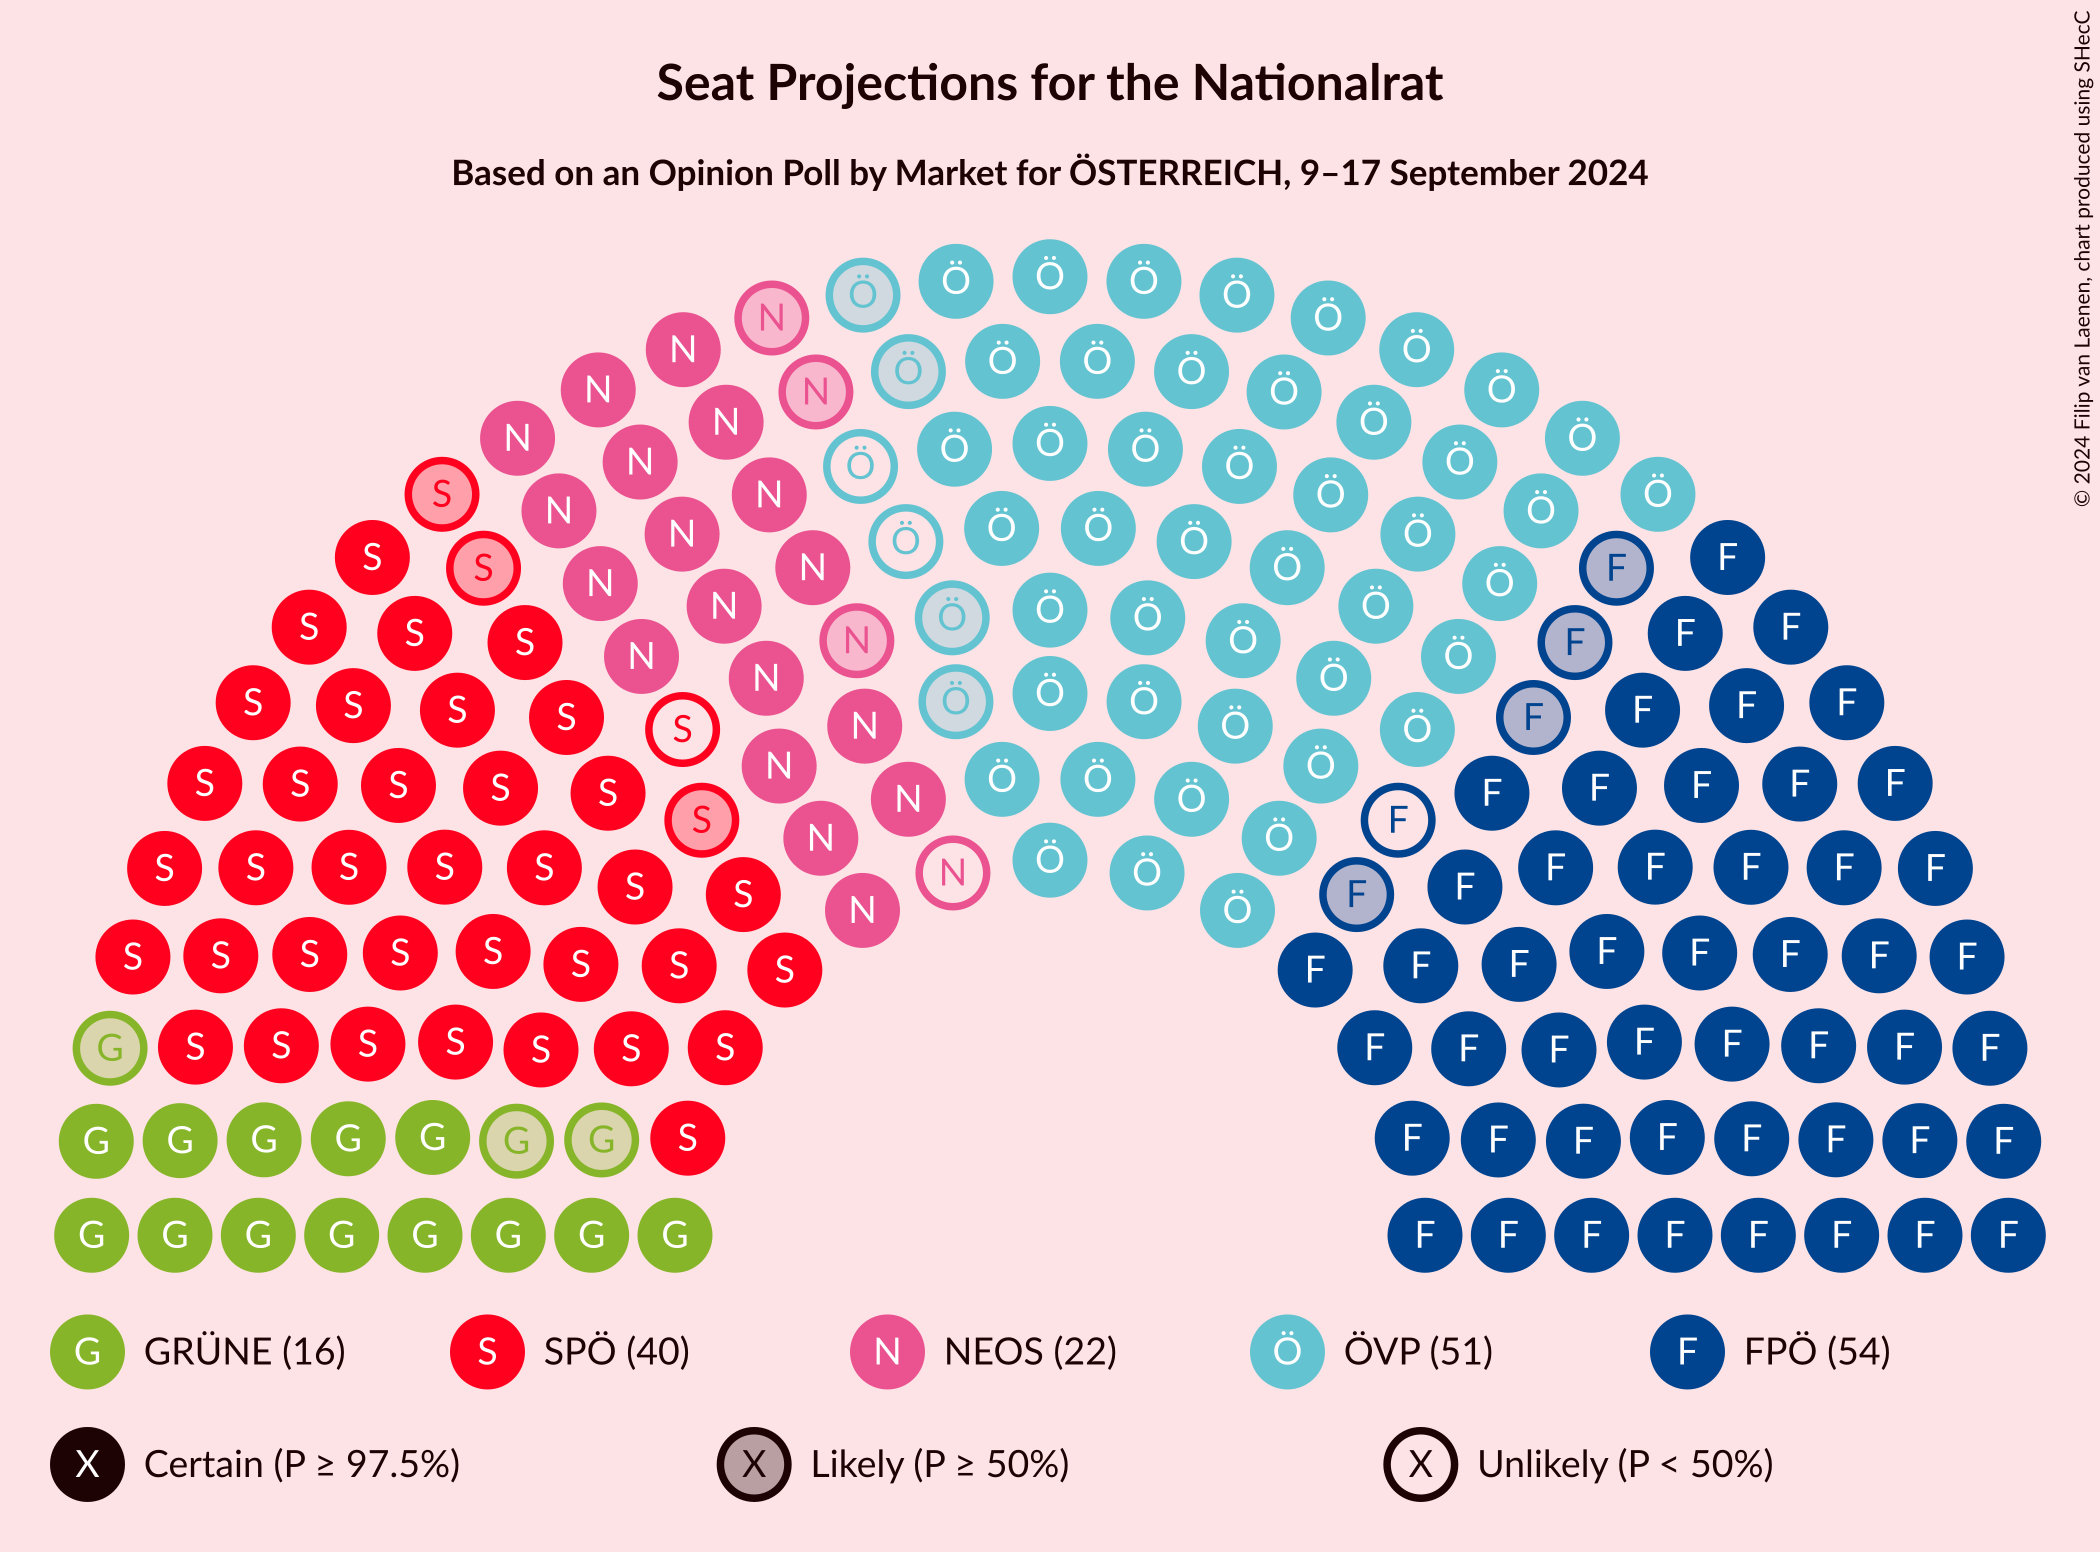 Seat Projections for the Nationalrat
Based on an Opinion Poll by Market for ÖSTERREICH, 9–17 September 2024
© 2024 Filip van Laenen, chart produced using SHecC
Ö Ö Ö
N Ö Ö Ö Ö
N Ö Ö Ö Ö Ö Ö
N N Ö Ö Ö
N N Ö Ö Ö Ö Ö Ö Ö
S N N Ö Ö Ö Ö Ö
S N N Ö Ö Ö Ö Ö F
S N N Ö Ö Ö Ö F
S S S N N N Ö Ö Ö Ö Ö F F F
S S S S S N N Ö Ö Ö Ö Ö F F F F
S S S S S N N Ö Ö Ö Ö F F F F F
S S N Ö Ö F
S S S S S S S N Ö Ö F F F F F F F
S S S S S S S S N Ö F F F F F F F F
G S S S S S S S F F F F F F F F
G G G G G G G S F F F F F F F F
G G G G G G G G F F F F F F F F
G GRÜNE (16) S SPÖ (40) N NEOS (22) Ö ÖVP (51) F FPÖ (54)
X Certain (P ≥ 97.5%) X Likely (P ≥ 50%) X Unlikely (P < 50%)